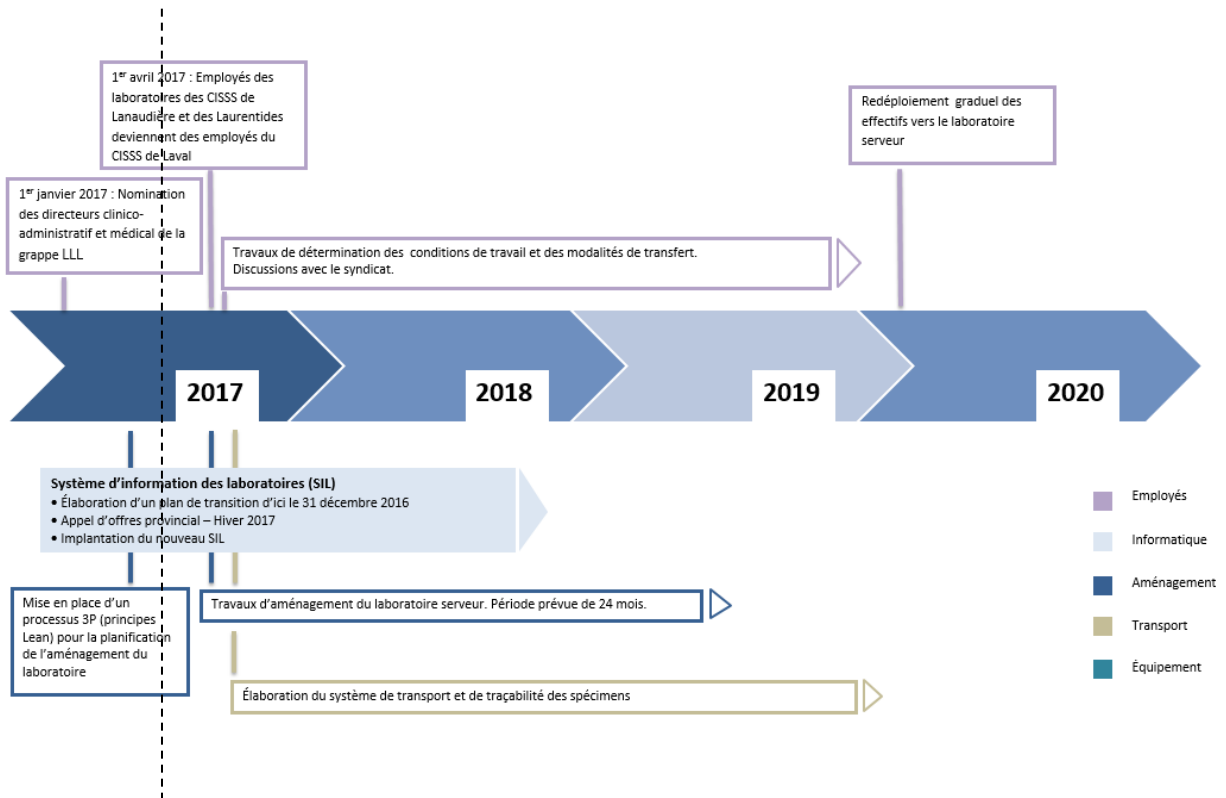 1er avril 2017 : Employés des
laboratoires des CISSS de
Lanaudière et des Laurentides
deviennent des employés du
CISSS de Laval
Redéploiement graduel des
effectifs vers le laboratoire
serveur
1er janvier 2017 : Nomination
des directeurs clinico-
administratif et médical de la
grappe LLL
Travaux de détermination des conditions de travail et des modalités de transfert.
Discussions avec le syndicat.
2017
2018
2019
2020
Système d'information des laboratoires (SIL)
• Élaboration d'un plan de transition d'ici le 31 décembre 2016
• Appel d'offres provincial – Hiver 2017
• Implantation du nouveau SIL
Mise en place d'un
processus 3P (principes
Lean) pour la planification
de l'aménagement du
laboratoire
Travaux d'aménagement du laboratoire serveur. Période prévue de 24 mois.
Élaboration du système de transport et de traçabilité des spécimens
Employés
Informatique
Aménagement
Transport
Équipement